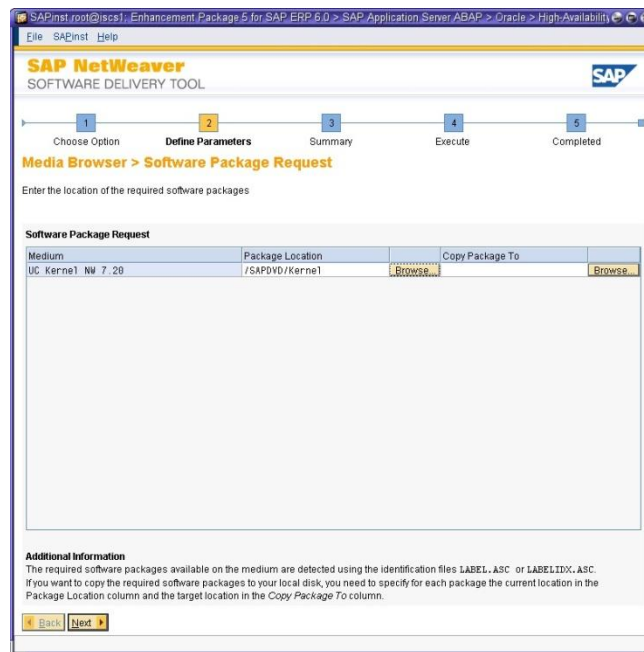 SAPinst root@iscs1: Enhancement Package 5 for SAP ERP 6.0 > SAP Application Server ABAP > Oracle > High-Availability
File SAPinst Help
SAP NetWeaver
SOFTWARE DELIVERY TOOL
SAP
1 2 3 4 5
Choose Option Define Parameters Summary Execute Completed
Media Browser > Software Package Request
Enter the location of the required software packages
Software Package Request
Medium Package Location Copy Package To
UC Kernel NW 7.20 /SAPDVD/Kernel Browse... Browse...
Additional Information
The required software packages available on the medium are detected using the identification files LABEL.ASC or LABELIDX.ASC.
If you want to copy the required software packages to your local disk, you need to specify for each package the current location in the
Package Location column and the target location in the Copy Package To column.
Back Next